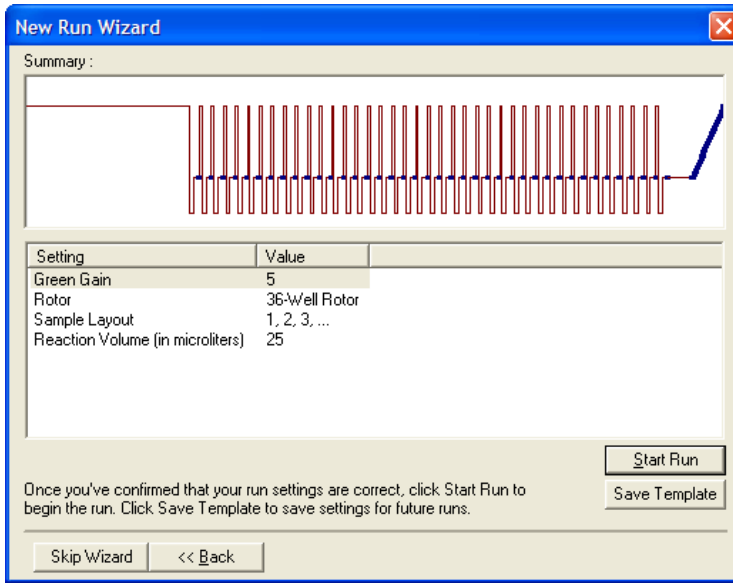 New Run Wizard
Summary :
Setting Value
Green Gain 5
Rotor 36-Well Rotor
Sample Layout 1, 2, 3, ...
Reaction Volume (in microliters) 25
Start Run
Once you've confirmed that your run settings are correct, click Start Run to
begin the run. Click Save Template to save settings for future runs.
Save Template
Skip Wizard
<< Back